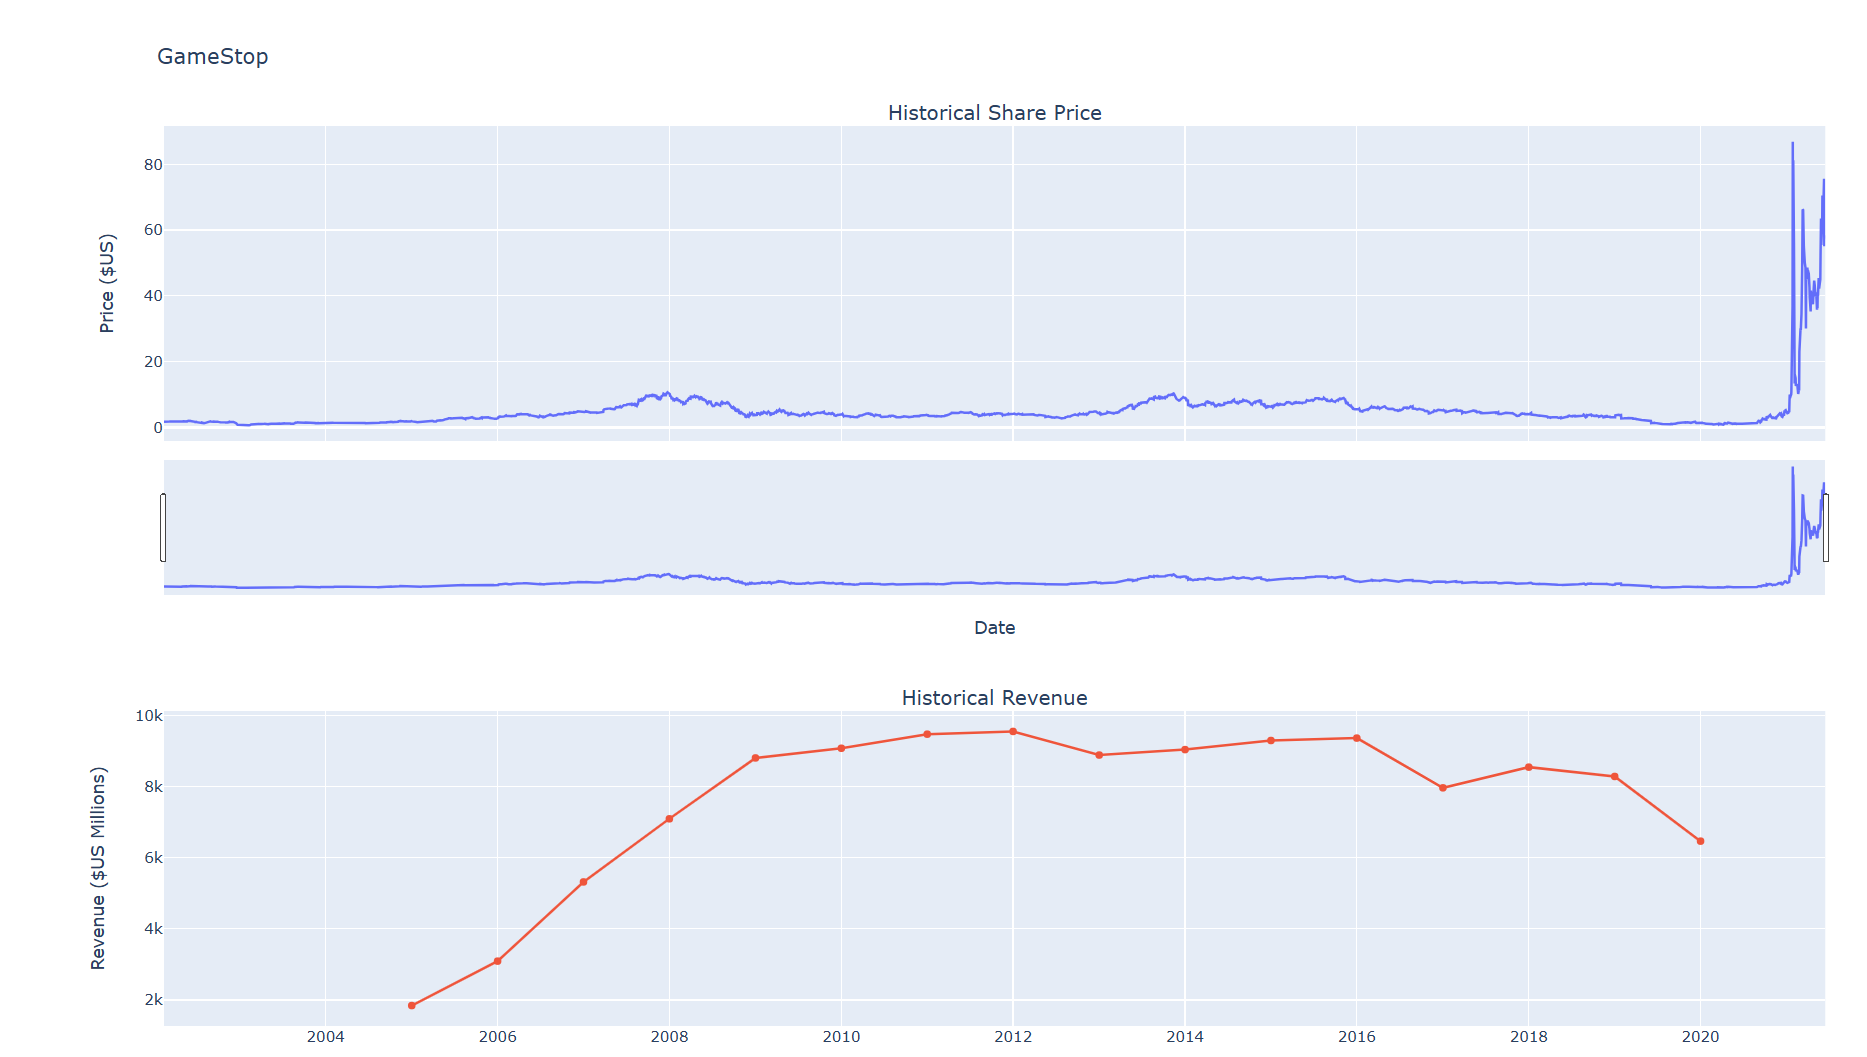 GameStop
Historical Share Price
80
60
40
20
0
Price ($US)
Date
Historical Revenue
10k
8k
6k
4k
2k
Revenue ($US Millions)
2004 2006 2008 2010 2012 2014 2016 2018 2020